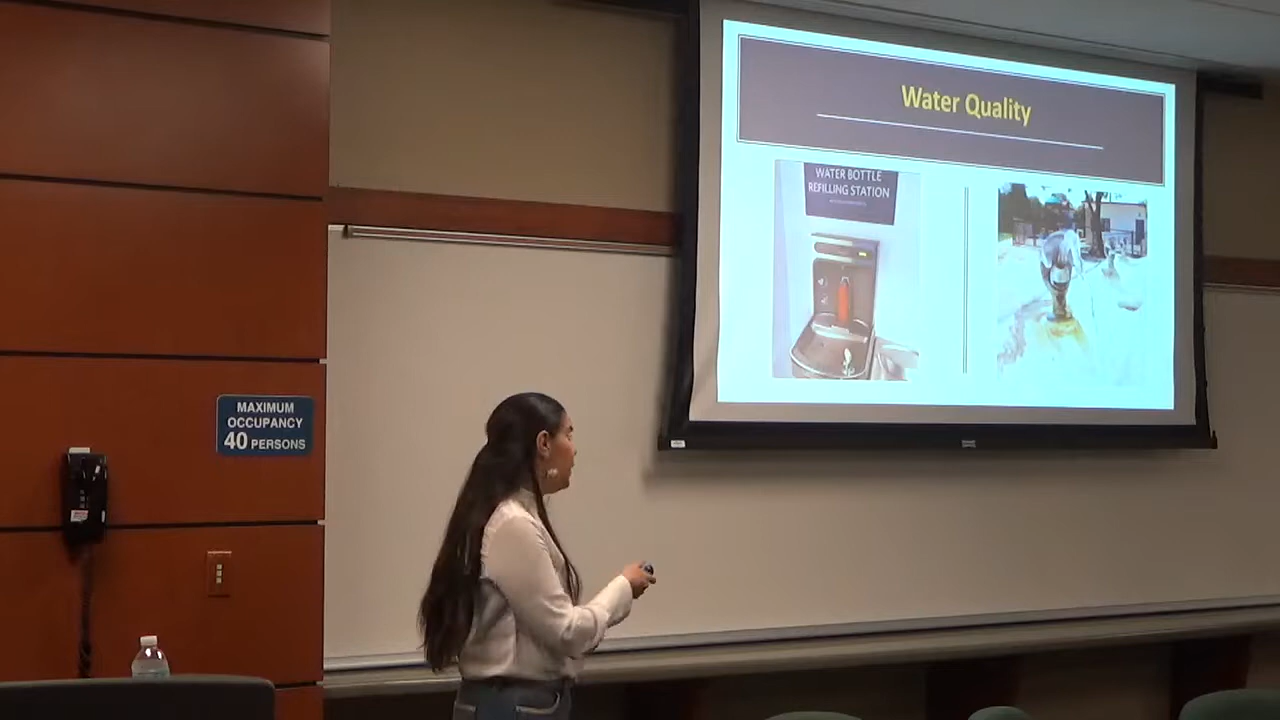 Water Quality
WATER BOTTLE
REFILLING STATION
MAXIMUM
OCCUPANCY
40 PERSONS